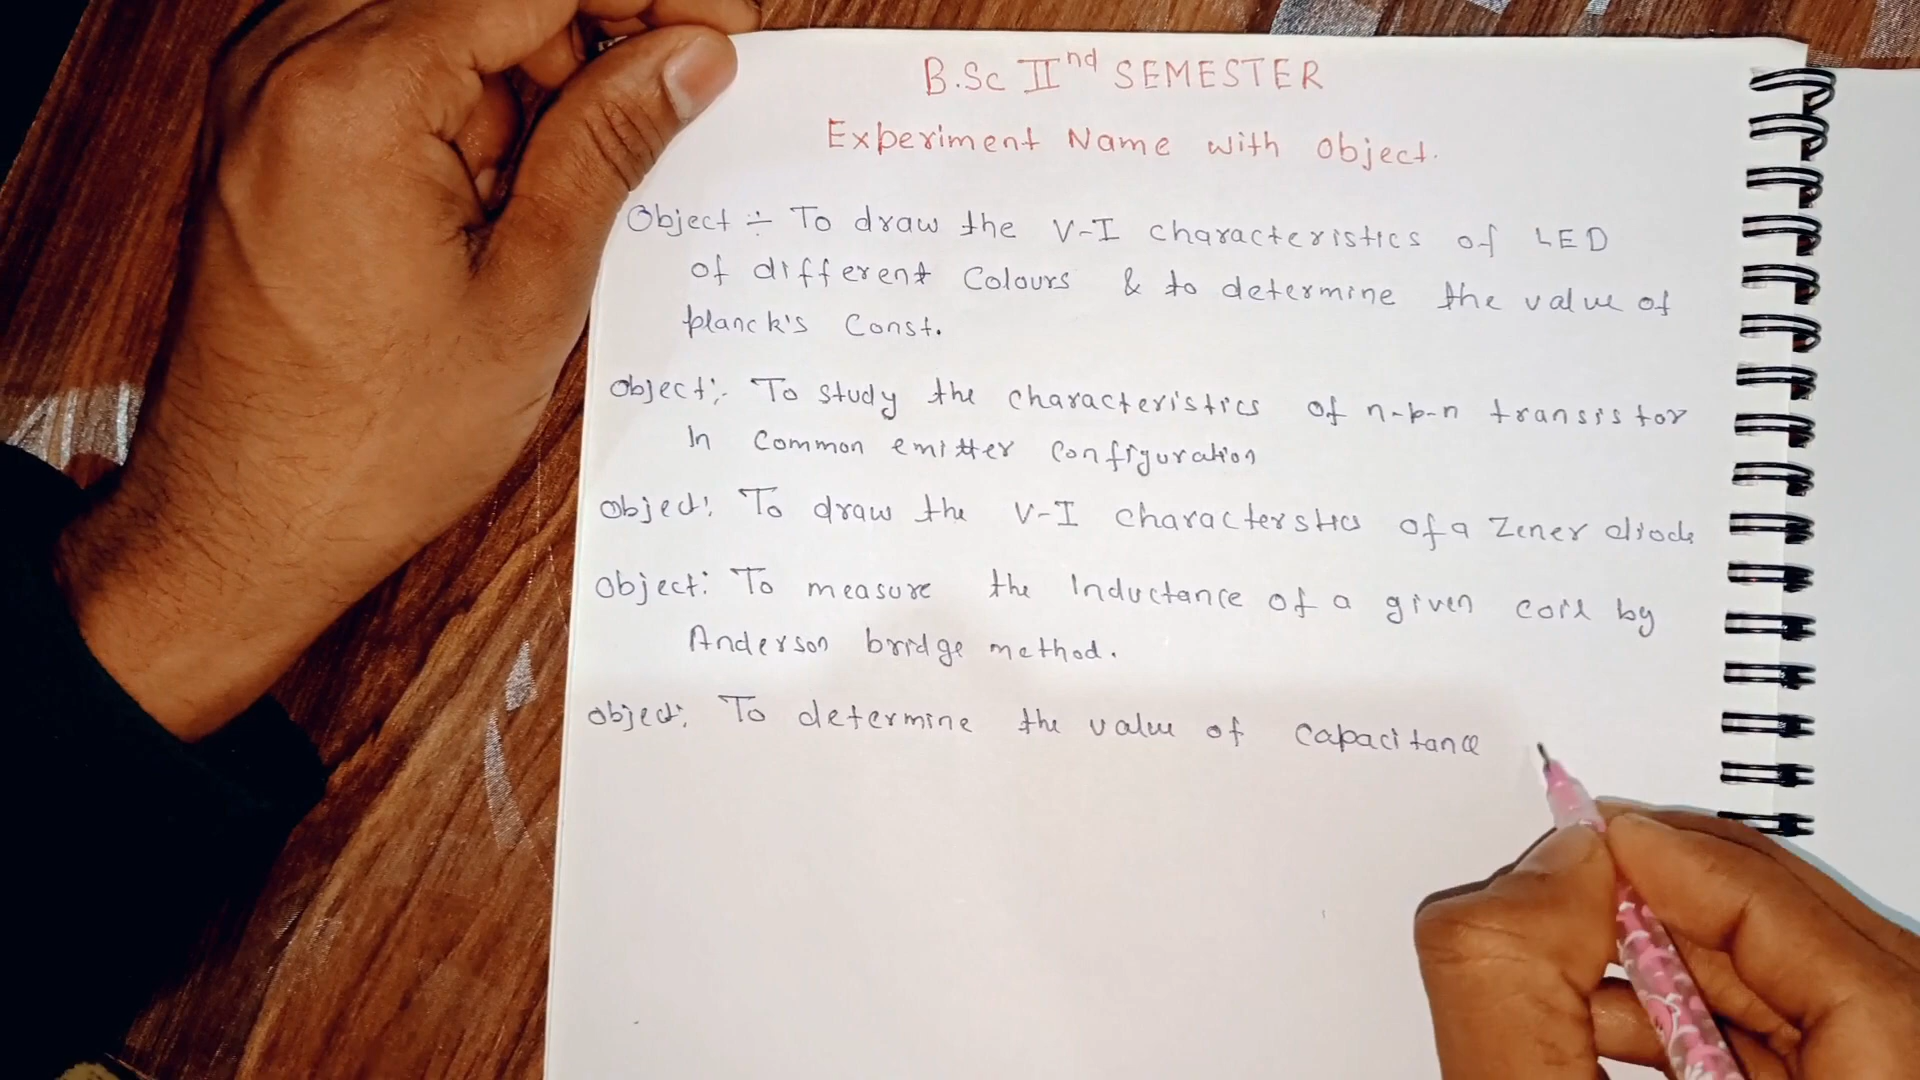 B.Sc IInd SEMESTER
Experiment Name with Object.
Object ÷ To draw the V-I characteristics of LED
of different Colours & to determine the value of
planck's Const.
Object:- To study the characteristics of n-p-n transistor
In Common emitter Configuration
Object: To draw the V-I characterstics of a Zener diode
Object: To measure the Inductance of a given coil by
Anderson bridge method.
Object: To determine the value of Capacitance